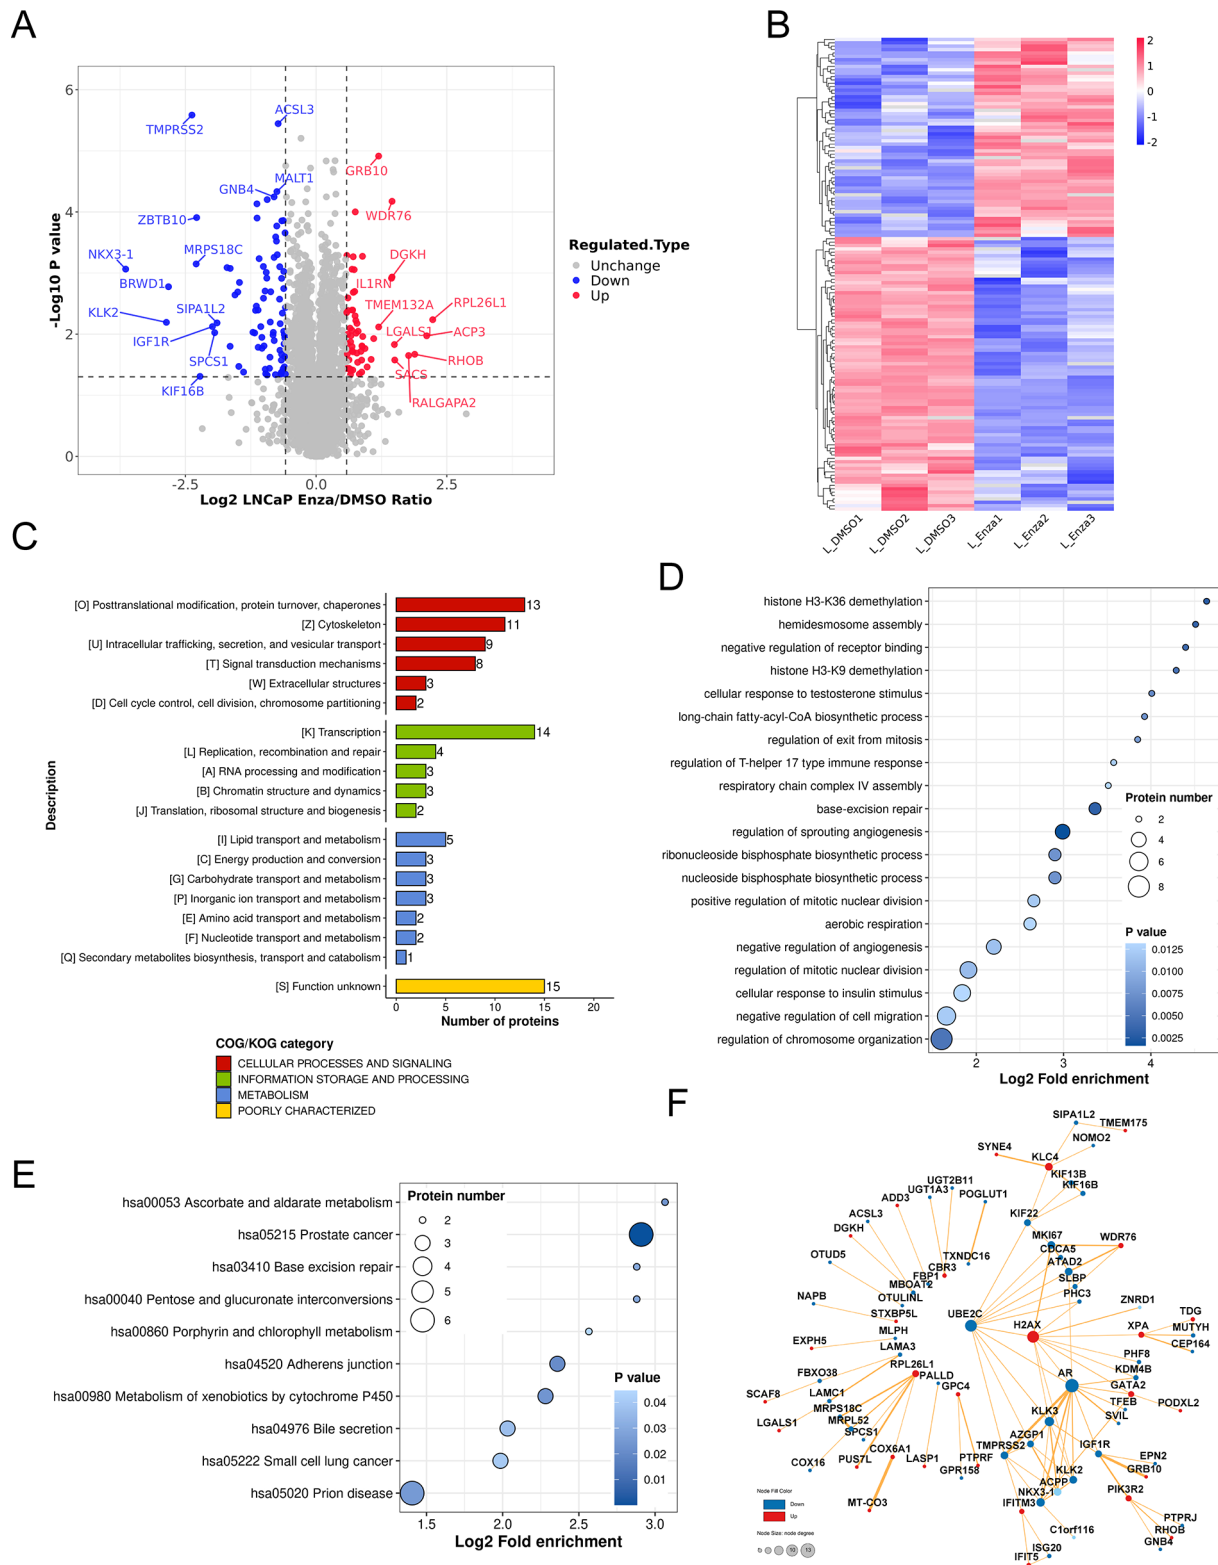 A
6
4
2
0
-2.5
0.0
2.5
-Log10 P value
Log2 LNCaP Enza/DMSO Ratio
TMPRSS2
ACSL3
GRB10
MALT1
GNB4
WDR76
ZBTB10
MRPS18C
DGKH
NKX3-1
BRWD1
IL1RN
SIPA1L2
TMEM132A
RPL26L1
KLK2
IGF1R
LGALS1
ACP3
SPCS1
RHOB
SACS
KIF16B
RALGAPA2
Regulated.Type
Unchange
Down
Up
B
2
1
0
-1
-2
L_DMSO1
L_DMSO2
L_DMSO3
L_Enza1
L_Enza2
L_Enza3
C
Description
[O] Posttranslational modification, protein turnover, chaperones 13
[Z] Cytoskeleton 11
[U] Intracellular trafficking, secretion, and vesicular transport 9
[T] Signal transduction mechanisms 8
[W] Extracellular structures 3
[D] Cell cycle control, cell division, chromosome partitioning 2
[K] Transcription 14
[L] Replication, recombination and repair 4
[A] RNA processing and modification 3
[B] Chromatin structure and dynamics 3
[J] Translation, ribosomal structure and biogenesis 2
[I] Lipid transport and metabolism 5
[C] Energy production and conversion 3
[G] Carbohydrate transport and metabolism 3
[P] Inorganic ion transport and metabolism 3
[E] Amino acid transport and metabolism 2
[F] Nucleotide transport and metabolism 2
[Q] Secondary metabolites biosynthesis, transport and catabolism 1
[S] Function unknown 15
0 5 10 15 20
Number of proteins
COG/KOG category
CELLULAR PROCESSES AND SIGNALING
INFORMATION STORAGE AND PROCESSING
METABOLISM
POORLY CHARACTERIZED
D
histone H3-K36 demethylation
hemidesmosome assembly
negative regulation of receptor binding
histone H3-K9 demethylation
cellular response to testosterone stimulus
long-chain fatty-acyl-CoA biosynthetic process
regulation of exit from mitosis
regulation of T-helper 17 type immune response
respiratory chain complex IV assembly
base-excision repair
regulation of sprouting angiogenesis
ribonucleoside bisphosphate biosynthetic process
nucleoside bisphosphate biosynthetic process
positive regulation of mitotic nuclear division
aerobic respiration
negative regulation of angiogenesis
regulation of mitotic nuclear division
cellular response to insulin stimulus
negative regulation of cell migration
regulation of chromosome organization
2 3 4
Log2 Fold enrichment
Protein number
2
4
6
8
P value
0.0125
0.0100
0.0075
0.0050
0.0025
E
hsa00053 Ascorbate and aldarate metabolism
hsa05215 Prostate cancer
hsa03410 Base excision repair
hsa00040 Pentose and glucuronate interconversions
hsa00860 Porphyrin and chlorophyll metabolism
hsa04520 Adherens junction
hsa00980 Metabolism of xenobiotics by cytochrome P450
hsa04976 Bile secretion
hsa05222 Small cell lung cancer
hsa05020 Prion disease
1.5 2.0 2.5 3.0
Log2 Fold enrichment
Protein number
2
3
4
5
6
P value
0.04
0.03
0.02
0.01
F
SIPA1L2
TMEM175
NOMO2
SYNE4
KLC4
KIF13B
KIF16B
UGT2B11
UGT1A3
POGLUT1
ADD3
ACSL3
KIF22
DGKH
MKI67
WDR76
CDCA5
OTUD5
TXNDC16
ATAD2
CBR3
FBP1
SLBP
MBOAT2
PHC3
NAPB
OTULINL
ZNRD1
STXBP5L
UBE2C
TDG
H2AX
XPA
MUTYH
MLPH
EXPH5
CEP164
LAMA3
PHF8
RPL26L1
KDM4B
FBXO38
PALLD
AR
GATA2
SCAF8
LAMC1
GPC4
TFEB
PODXL2
MRPS18C
KLK3
SVIL
LGALS1
MRPL52
SPCS1
AZGP1
COX6A1
TMPRSS2
IGF1R
COX16
PUS7L
LASP1
PTPRF
EPN2
GPR158
KLK2
GRB10
ACPP
PIK3R2
NKX3-1
MT-CO3
IFITM3
PTPRJ
C1orf116
RHOB
ISG20
GNB4
IFIT5
Node Fill Color
Down
Up
Node Size: node degree
10 13